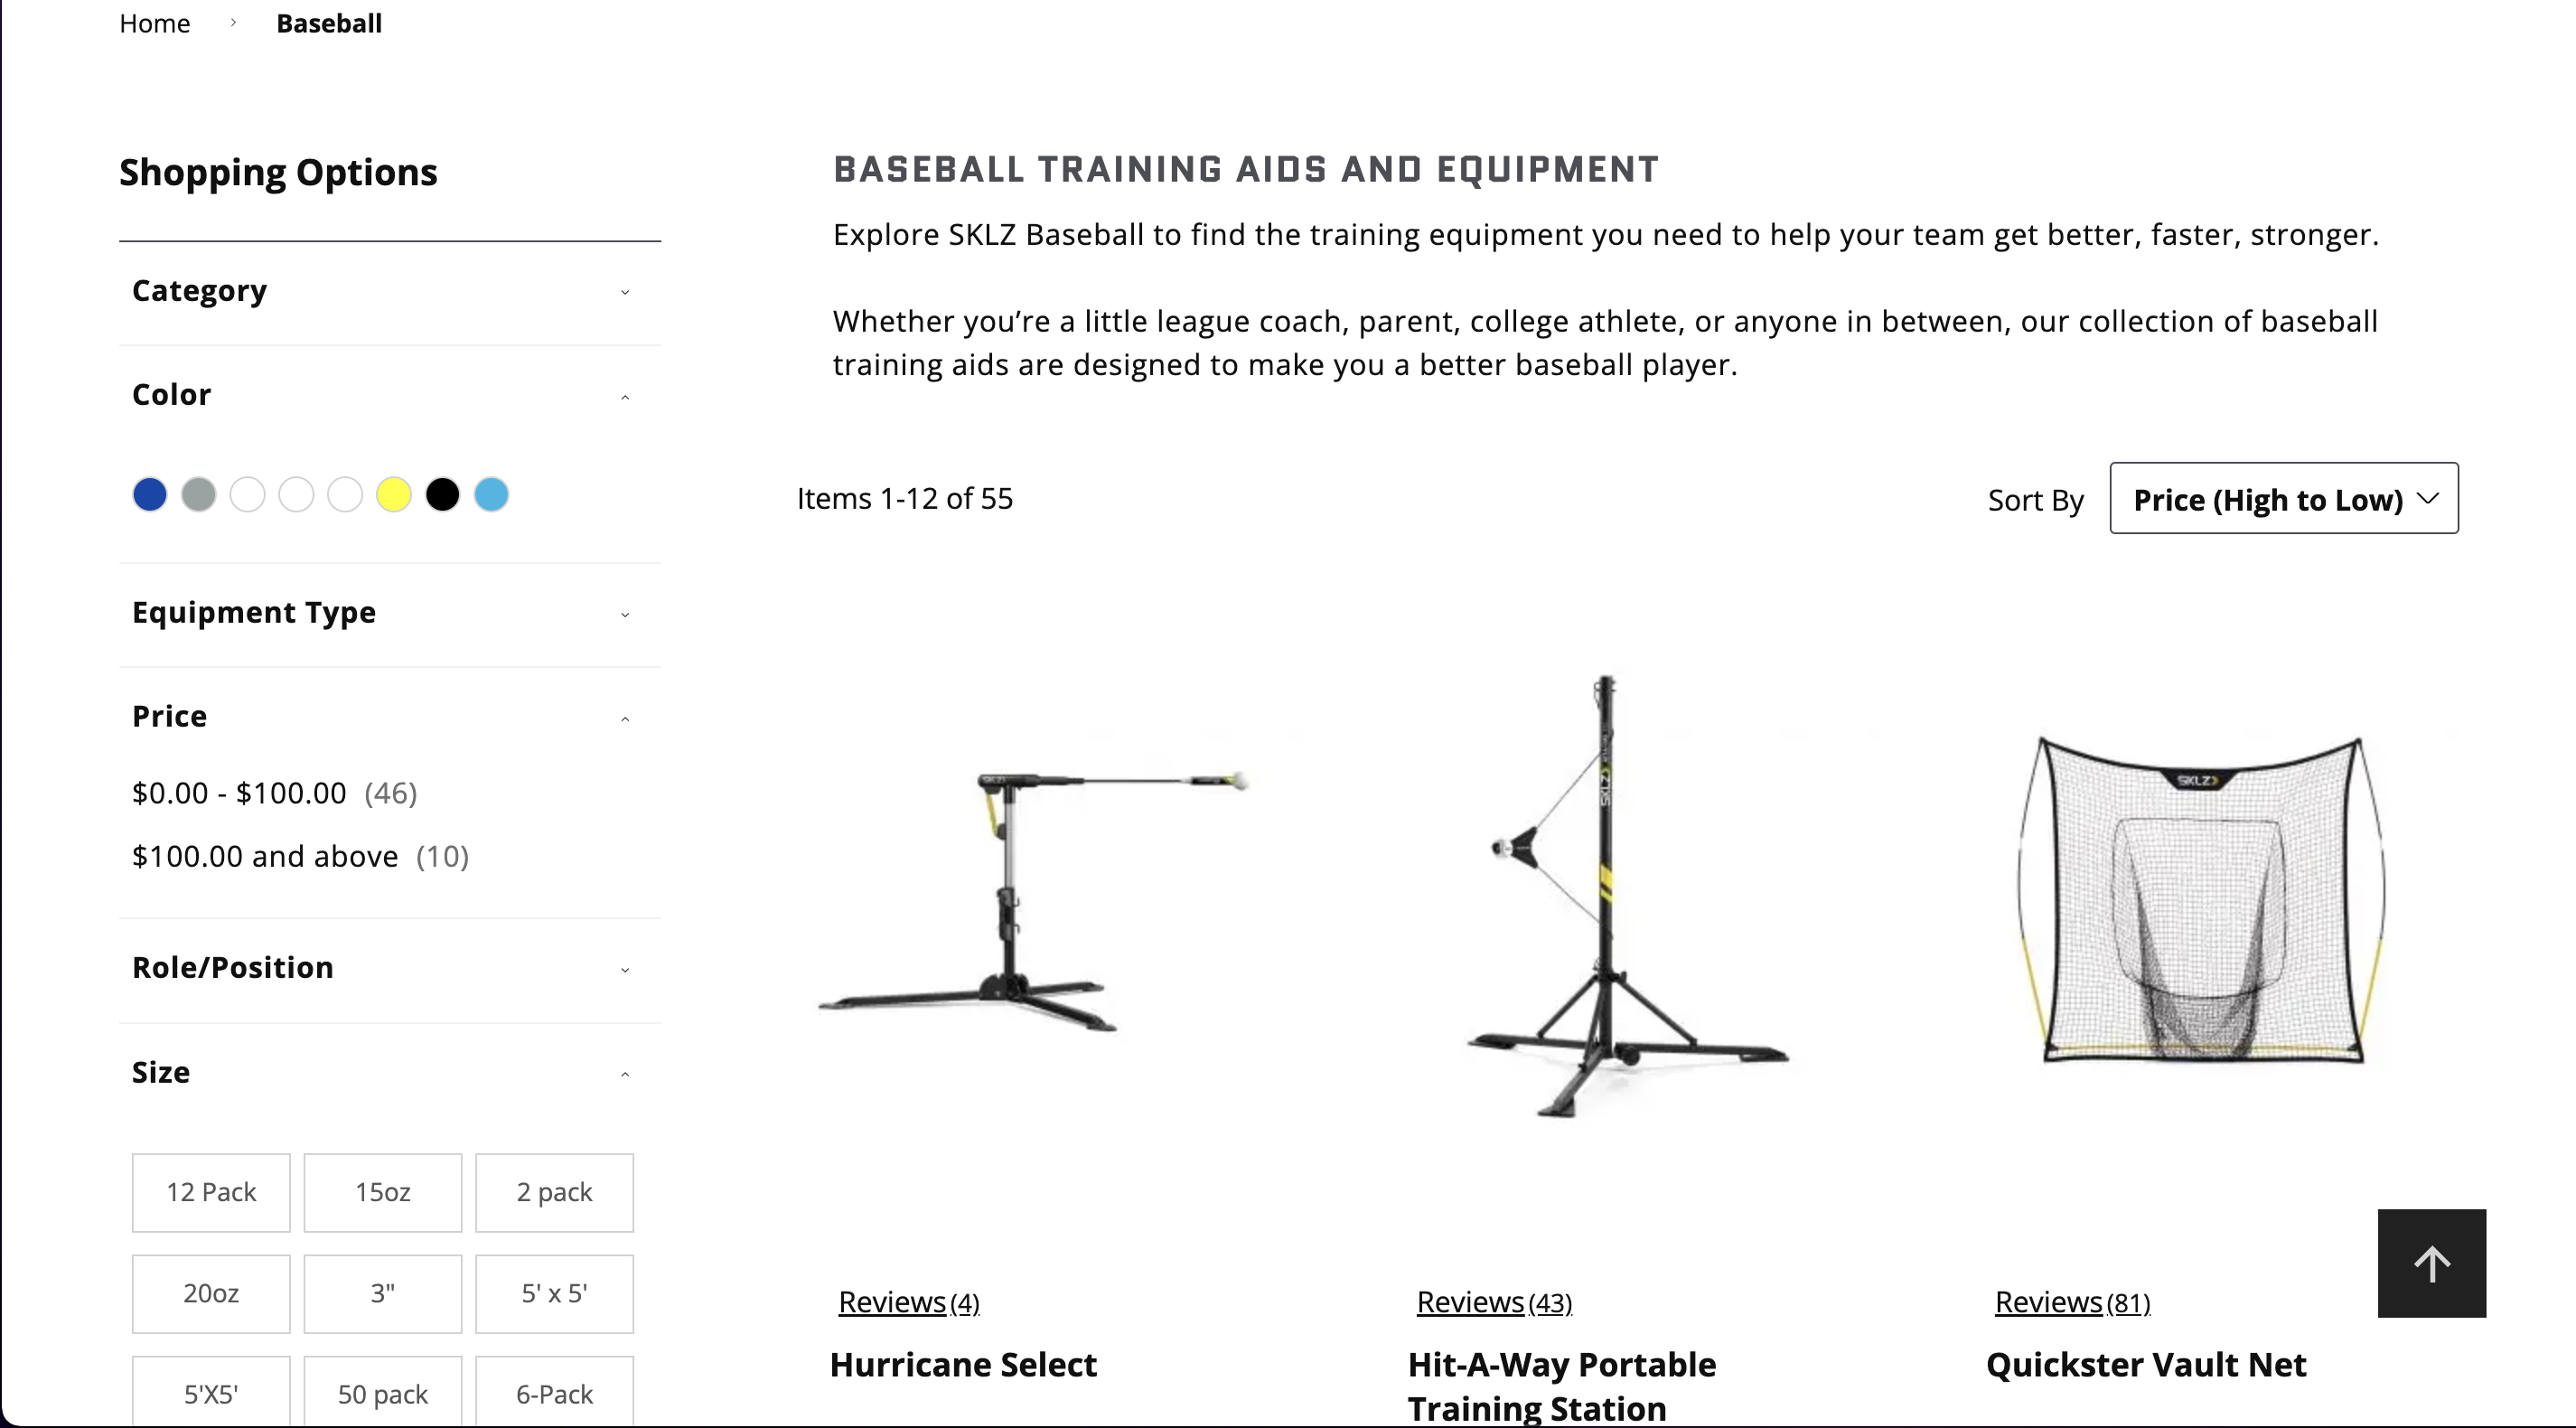 Home
Baseball
Shopping Options
Category
Color
Equipment Type
Price
$0.00 - $100.00 (46)
$100.00 and above (10)
Role/Position
Size
12 Pack
15oz
2 pack
20oz
3"
5' x 5'
5'X5'
50 pack
6-Pack
BASEBALL TRAINING AIDS AND EQUIPMENT
Explore SKLZ Baseball to find the training equipment you need to help your team get better, faster, stronger.
Whether you’re a little league coach, parent, college athlete, or anyone in between, our collection of baseball
training aids are designed to make you a better baseball player.
Items 1-12 of 55
Sort By
Price (High to Low)
SKLZ
SKLZ
SKLZ
Reviews (4)
Hurricane Select
Reviews (43)
Hit-A-Way Portable
Training Station
Reviews (81)
Quickster Vault Net